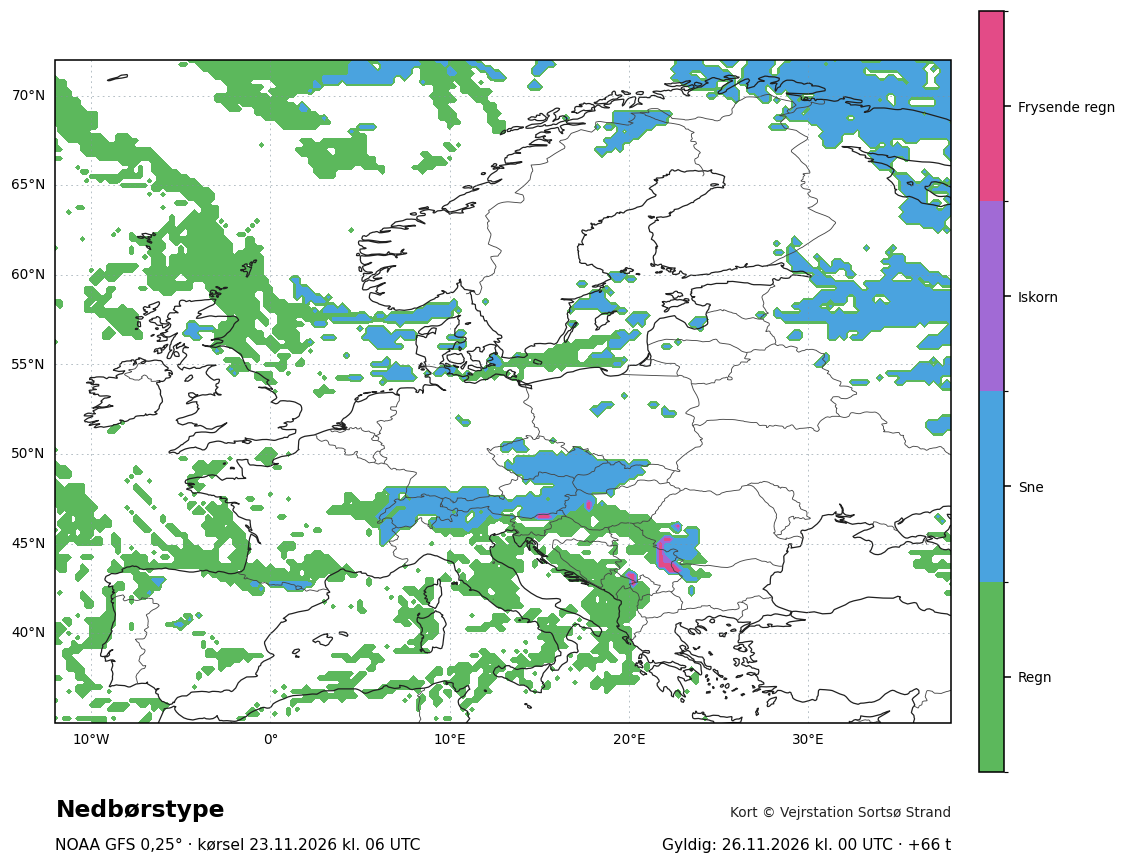 70°N
65°N
60°N
55°N
50°N
45°N
40°N
10°W
0°
10°E
20°E
30°E
Frysende regn
Iskorn
Sne
Regn
Nedbørstype
Kort © Vejrstation Sortsø Strand
NOAA GFS 0,25° · kørsel 23.11.2026 kl. 06 UTC
Gyldig: 26.11.2026 kl. 00 UTC · +66 t